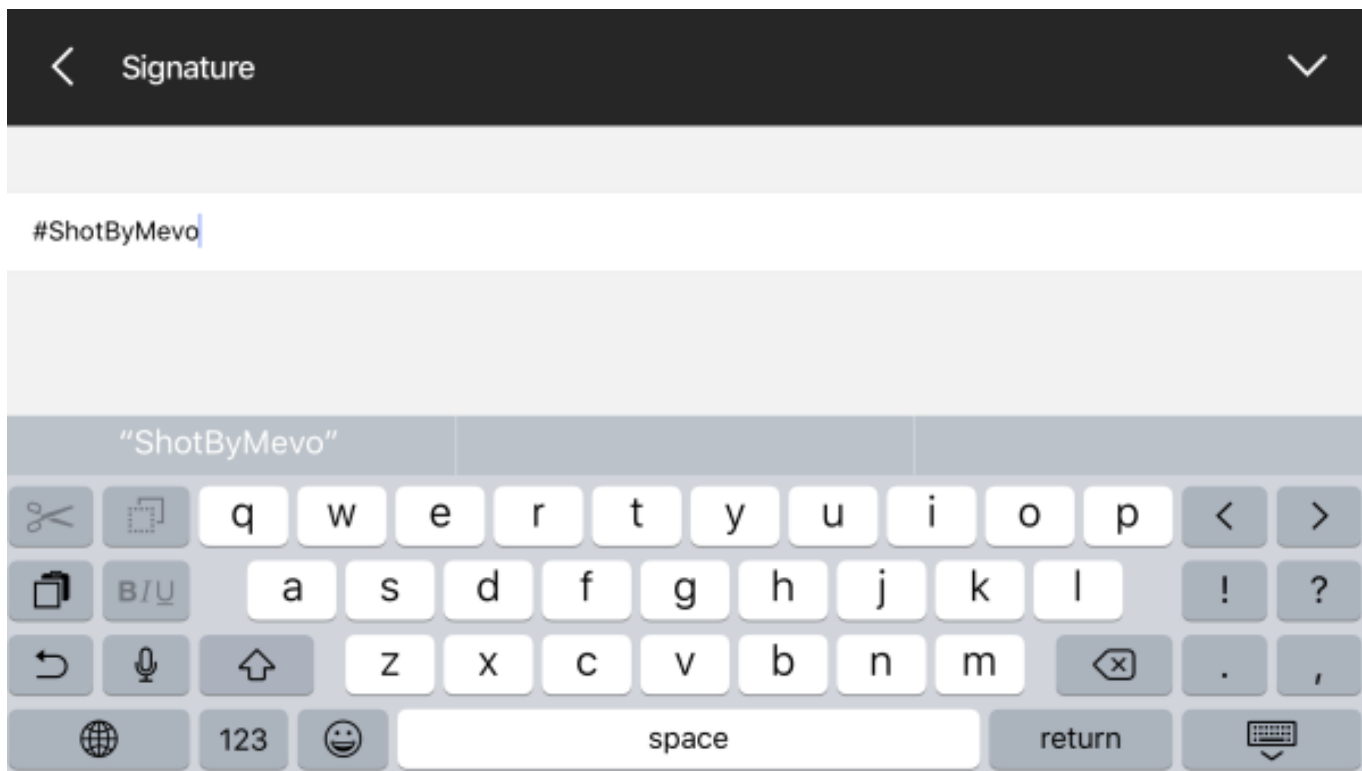 Signature
#ShotByMevo
“ShotByMevo”
q w e r t y u i o p < >
B I U a s d f g h j k l ! ?
z x c v b n m . ,
123 space return